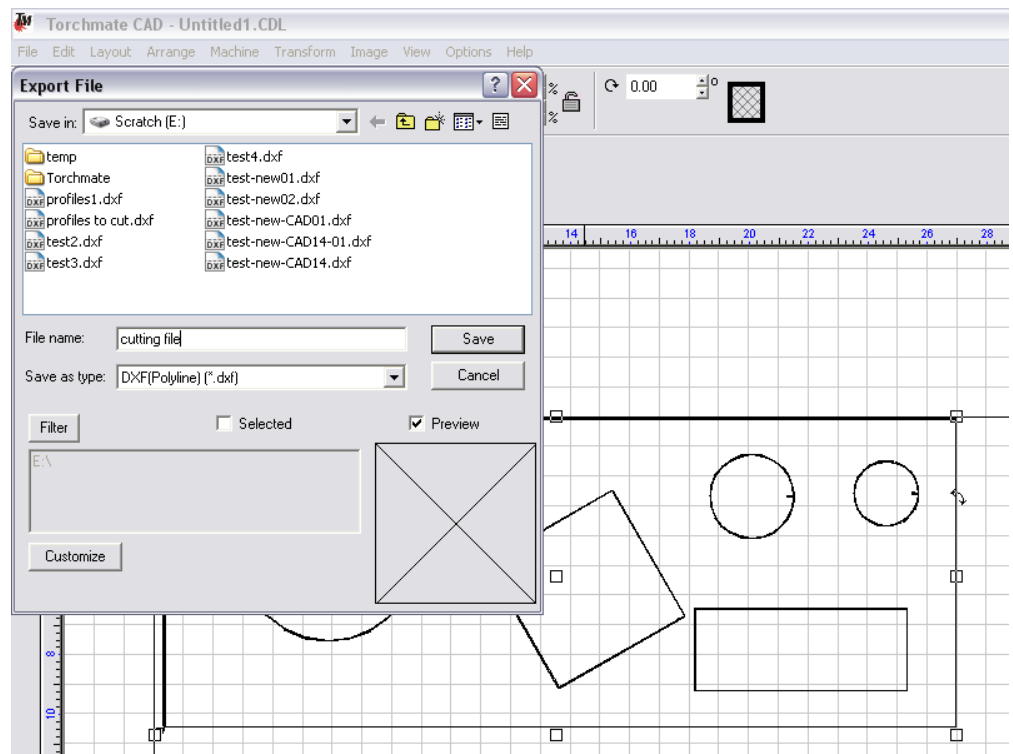 Torchmate CAD - Untitled1.CDL
File Edit Layout Arrange Machine Transform Image View Options Help
Export File
Save in: Scratch (E:)
% 0.00 °
%
temp
Torchmate
profiles1.dxf
profiles to cut.dxf
test2.dxf
test3.dxf
test4.dxf
test-new01.dxf
test-new02.dxf
test-new-CAD01.dxf
test-new-CAD14-01.dxf
test-new-CAD14.dxf
14 16 18 20 22 24 26 28
File name: cutting file Save
Save as type: DXF(Polyline) (*.dxf) Cancel
Filter Selected Preview
E:\
Customize
8
10